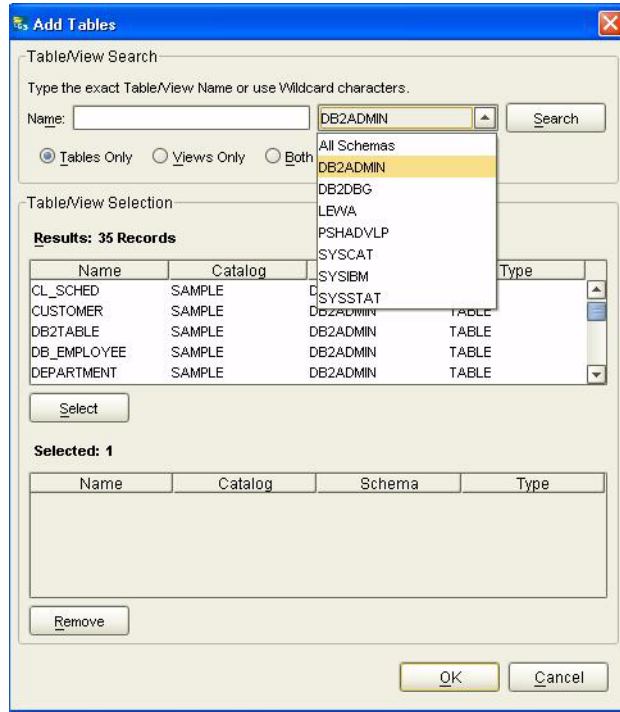 Add Tables
Table/View Search
Type the exact Table/View Name or use Wildcard characters.
Name: DB2ADMIN Search
Tables Only Views Only Both
All Schemas
DB2ADMIN
DB2DBG
LEWA
PSHADVLP
SYSCAT
SYSIBM
SYSSTAT
Table/View Selection
Results: 35 Records
Name Catalog Type
CL_SCHED SAMPLE
CUSTOMER SAMPLE DB2ADMIN TABLE
DB2TABLE SAMPLE DB2ADMIN TABLE
DB_EMPLOYEE SAMPLE DB2ADMIN TABLE
DEPARTMENT SAMPLE DB2ADMIN TABLE
Select
Selected: 1
Name Catalog Schema Type
Remove
OK Cancel